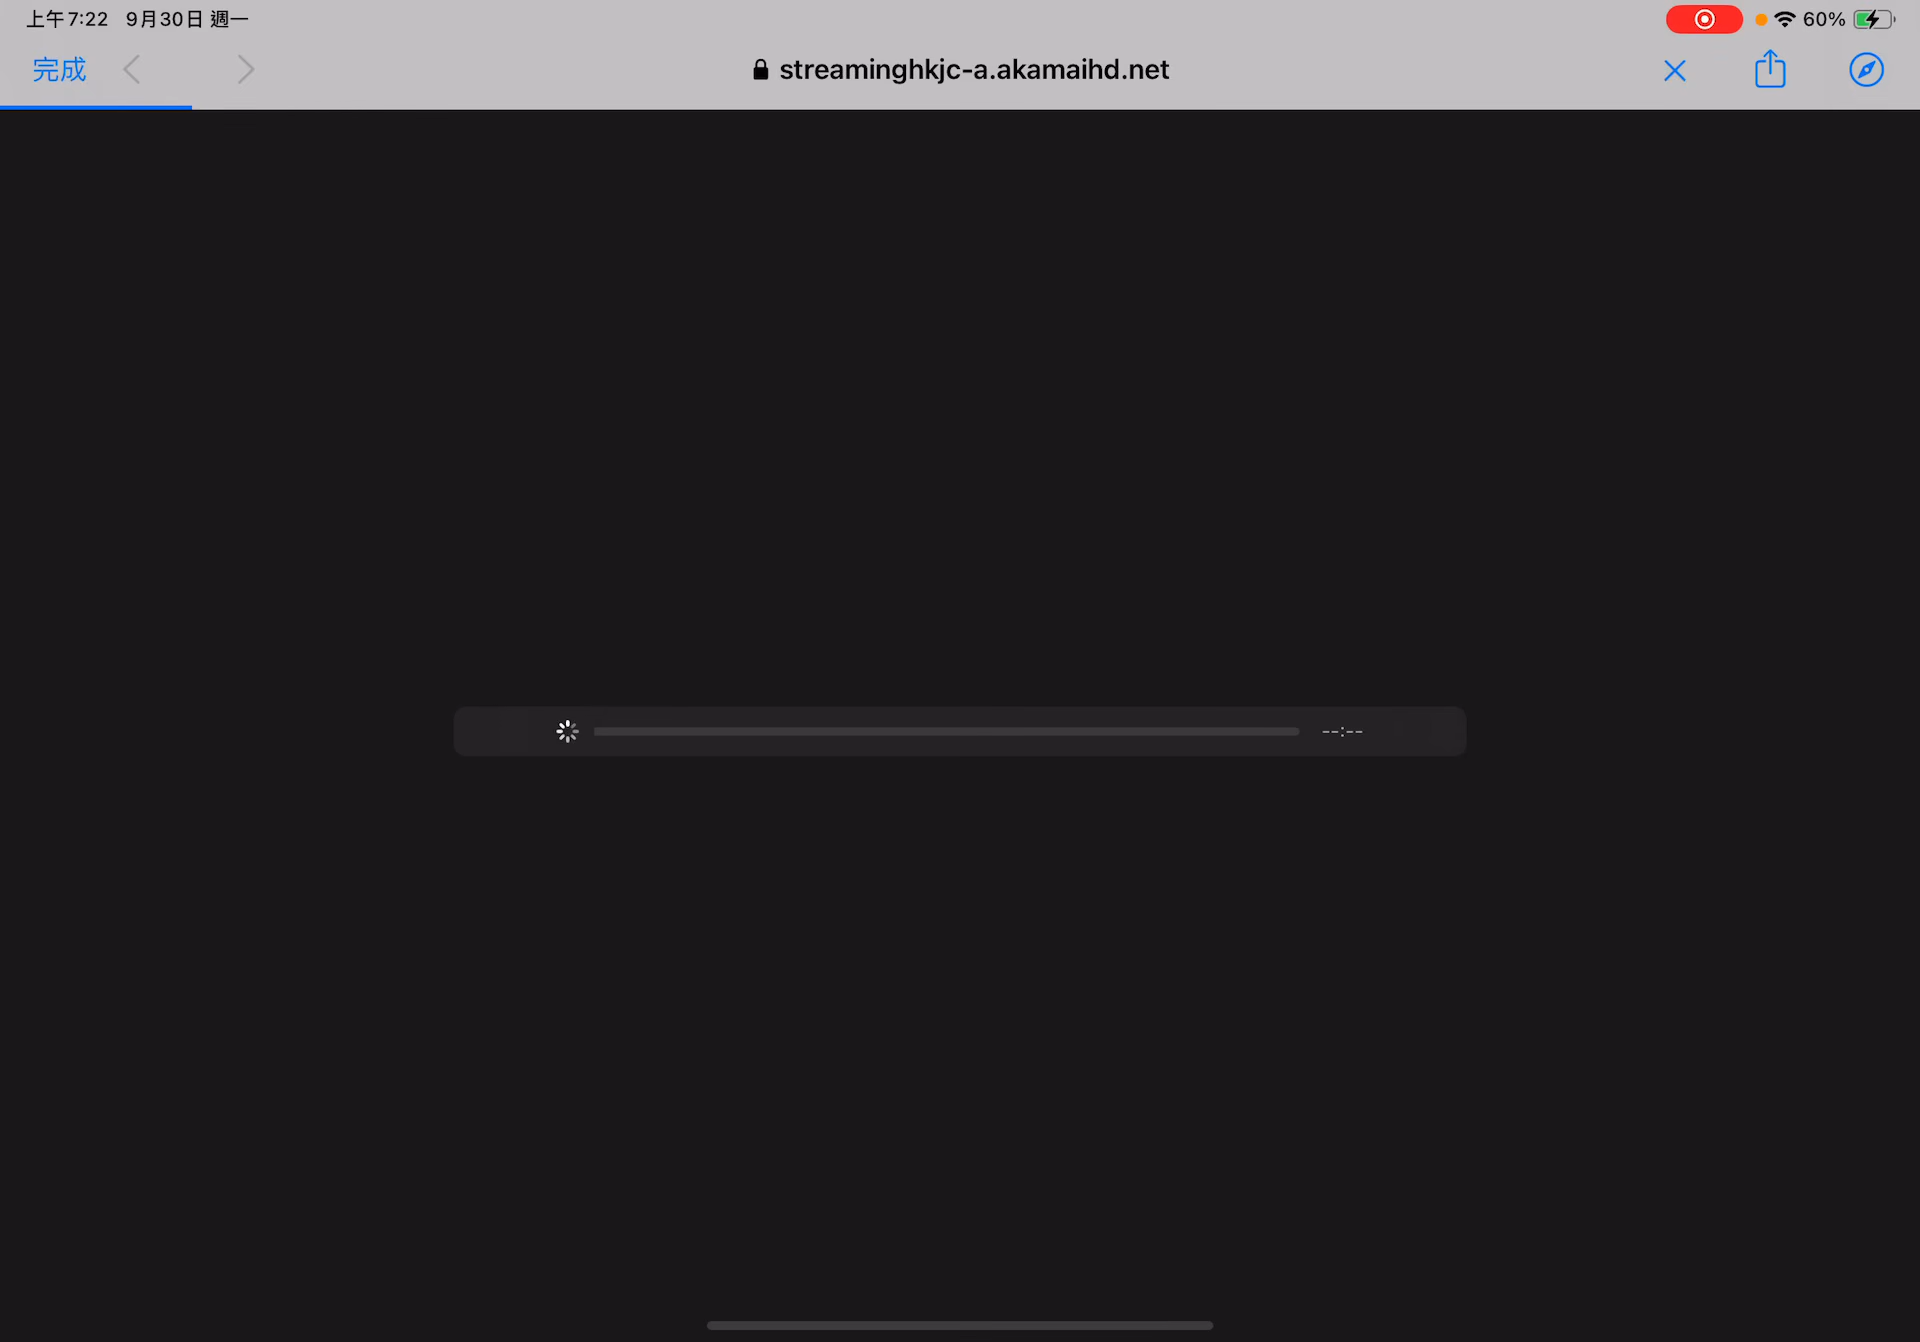 上午7:22 9月30日 週一
60%
完成
streaminghkjc-a.akamaihd.net
--:--